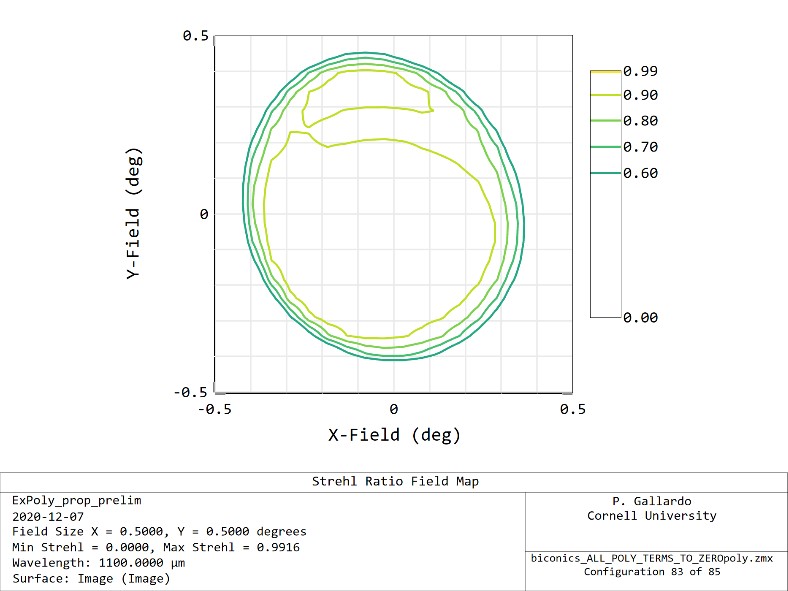 0.5
0
-0.5
Y-Field (deg)
-0.5
0
0.5
X-Field (deg)
0.99
0.90
0.80
0.70
0.60
0.00
Strehl Ratio Field Map
ExPoly_prop_prelim
2020-12-07
Field Size X = 0.5000, Y = 0.5000 degrees
Min Strehl = 0.0000, Max Strehl = 0.9916
Wavelength: 1100.0000 µm
Surface: Image (Image)
P. Gallardo
Cornell University
biconics_ALL_POLY_TERMS_TO_ZEROpoly.zmx
Configuration 83 of 85